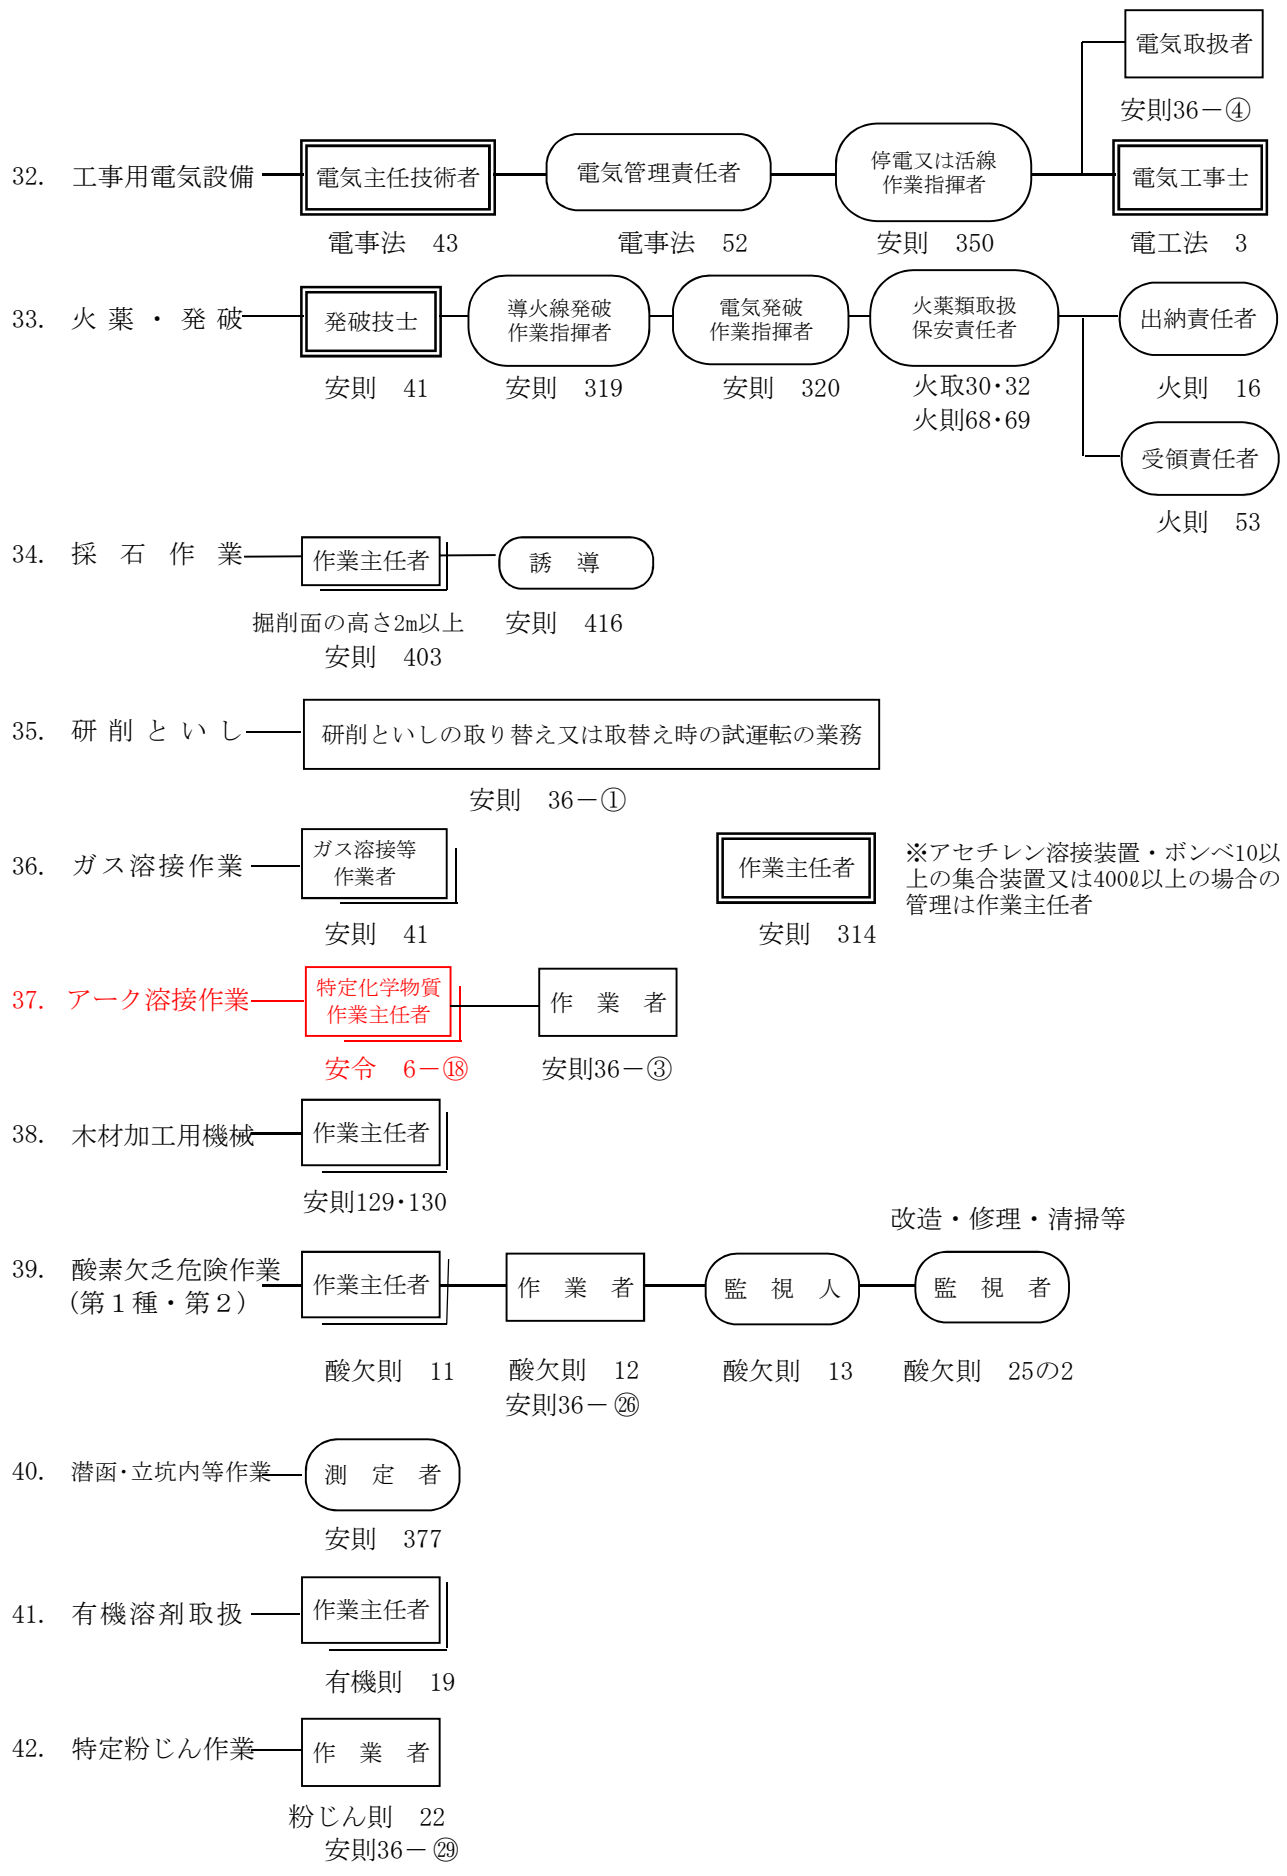 電気取扱者
安則36－④
32. 工事用電気設備 電気主任技術者 電気管理責任者 停電又は活線 作業指揮者 電気工事士
電事法 43 電事法 52 安則 350 電工法 3
33. 火薬・発破 発破技士 導火線発破 作業指揮者 電気発破 作業指揮者 火薬類取扱 保安責任者 出納責任者
安則 41 安則 319 安則 320 火取30・32 火則 16
火則68・69
受領責任者
火則 53
34. 採石作業 作業主任者 誘導
掘削面の高さ2m以上 安則 416
安則 403
35. 研削といし 研削といしの取り替え又は取替え時の試運転の業務
安則 36－①
36. ガス溶接作業 ガス溶接等 作業者 作業主任者
※アセチレン溶接装置・ボンベ10以
上の集合装置又は400ℓ以上の場合の
管理は作業主任者
安則 41 安則 314
37. アーク溶接作業 特定化学物質 作業主任者 作業者
安令 6－⑱ 安則36－③
38. 木材加工用機械 作業主任者
安則129・130
改造・修理・清掃等
39. 酸素欠乏危険作業 作業主任者 作業者 監視人 監視者
(第１種・第２)
酸欠則 11 酸欠則 12 酸欠則 13 酸欠則 25の2
安則36－㉖
40. 潜函・立坑内等作業 測定者
安則 377
41. 有機溶剤取扱 作業主任者
有機則 19
42. 特定粉じん作業 作業者
粉じん則 22
安則36－㉙